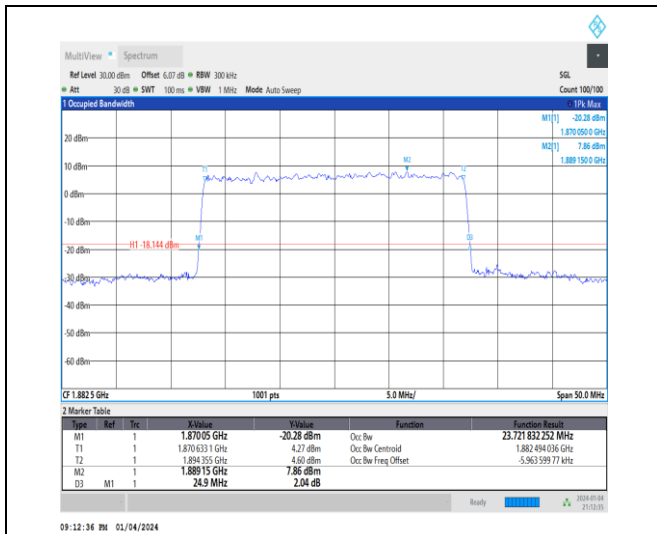 MultiView Spectrum
Ref Level 30.00 dBm Offset 6.07 dB RBW 300 kHz SGL
Att 30 dB SWT 100 ms VBW 1 MHz Mode Auto Sweep Count 100/100
1 Occupied Bandwidth 1Pk Max
M1[1] -20.28 dBm
1.870 050 0 GHz
M2[1] 7.86 dBm
1.889 150 0 GHz
20 dBm
10 dBm
0 dBm
-10 dBm
-20 dBm
-30 dBm
-40 dBm
-50 dBm
-60 dBm
T1
M2
T2
M1
D3
H1 -18.144 dBm
CF 1.882 5 GHz 1001 pts 5.0 MHz/ Span 50.0 MHz
2 Marker Table
Type Ref Trc X-Value Y-Value Function Function Result
M1 1 1.870 05 GHz -20.28 dBm Occ Bw 23.721 832 252 MHz
T1 1 1.870 633 1 GHz 4.27 dBm Occ Bw Centroid 1.882 494 036 GHz
T2 1 1.894 355 GHz 4.60 dBm Occ Bw Freq Offset -5.963 599 77 kHz
M2 1 1.889 15 GHz 7.86 dBm
D3 M1 1 24.9 MHz 2.04 dB
Ready 2024-01-04
21:12:35
09:12:36 PM 01/04/2024